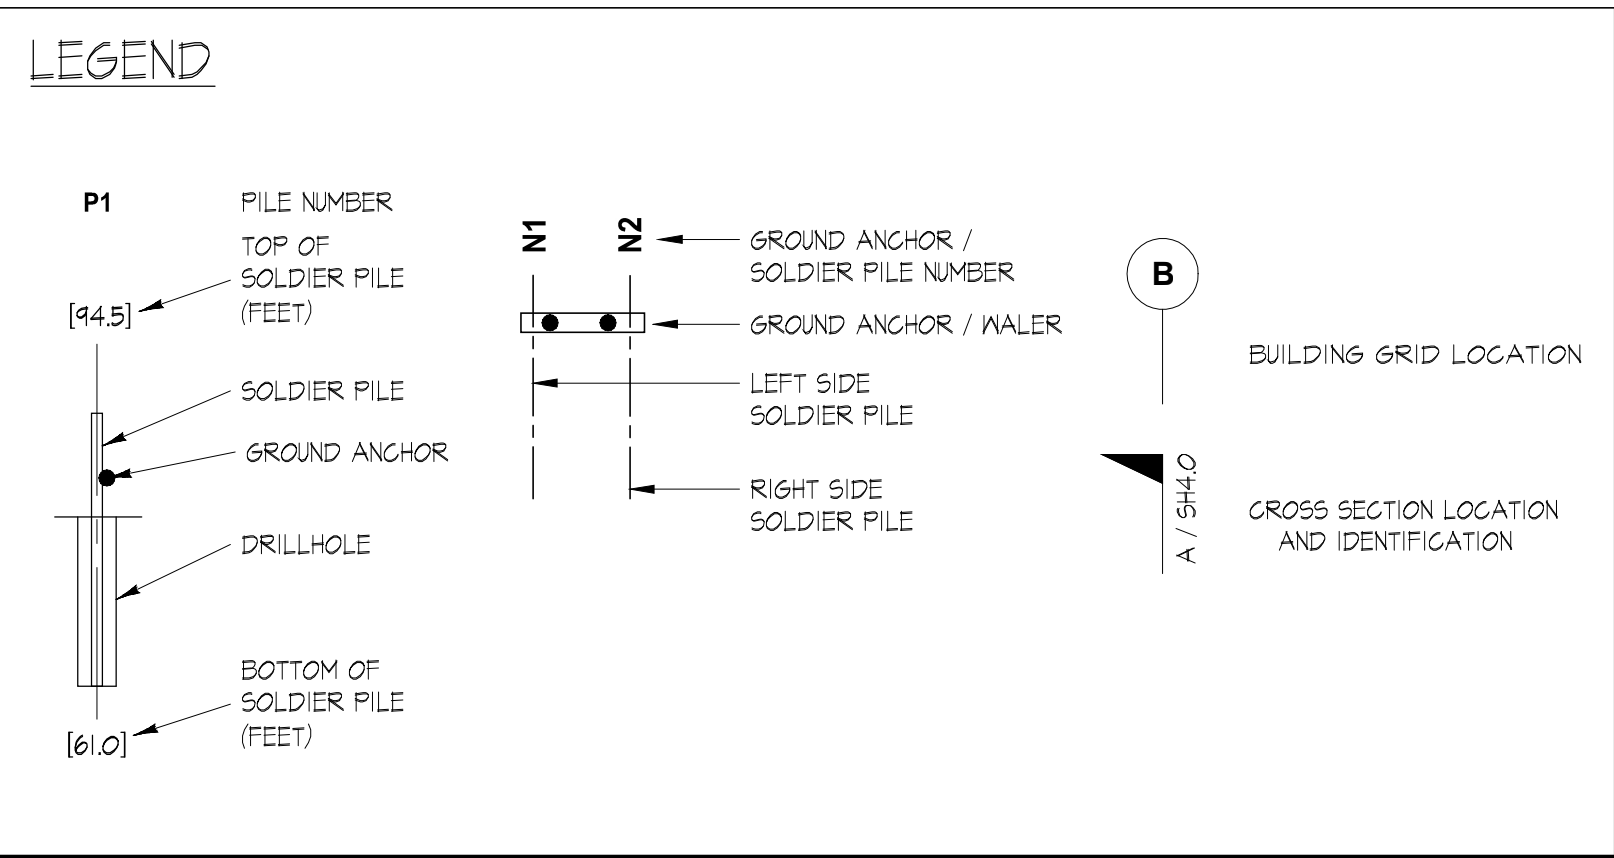 LEGEND
P1
PILE NUMBER
TOP OF
SOLDIER PILE
(FEET)
[94.5]
SOLDIER PILE
GROUND ANCHOR
DRILLHOLE
BOTTOM OF
SOLDIER PILE
(FEET)
[61.0]
N1
N2
GROUND ANCHOR /
SOLDIER PILE NUMBER
GROUND ANCHOR / WALER
LEFT SIDE
SOLDIER PILE
RIGHT SIDE
SOLDIER PILE
B
BUILDING GRID LOCATION
A / SH4.0
CROSS SECTION LOCATION
AND IDENTIFICATION